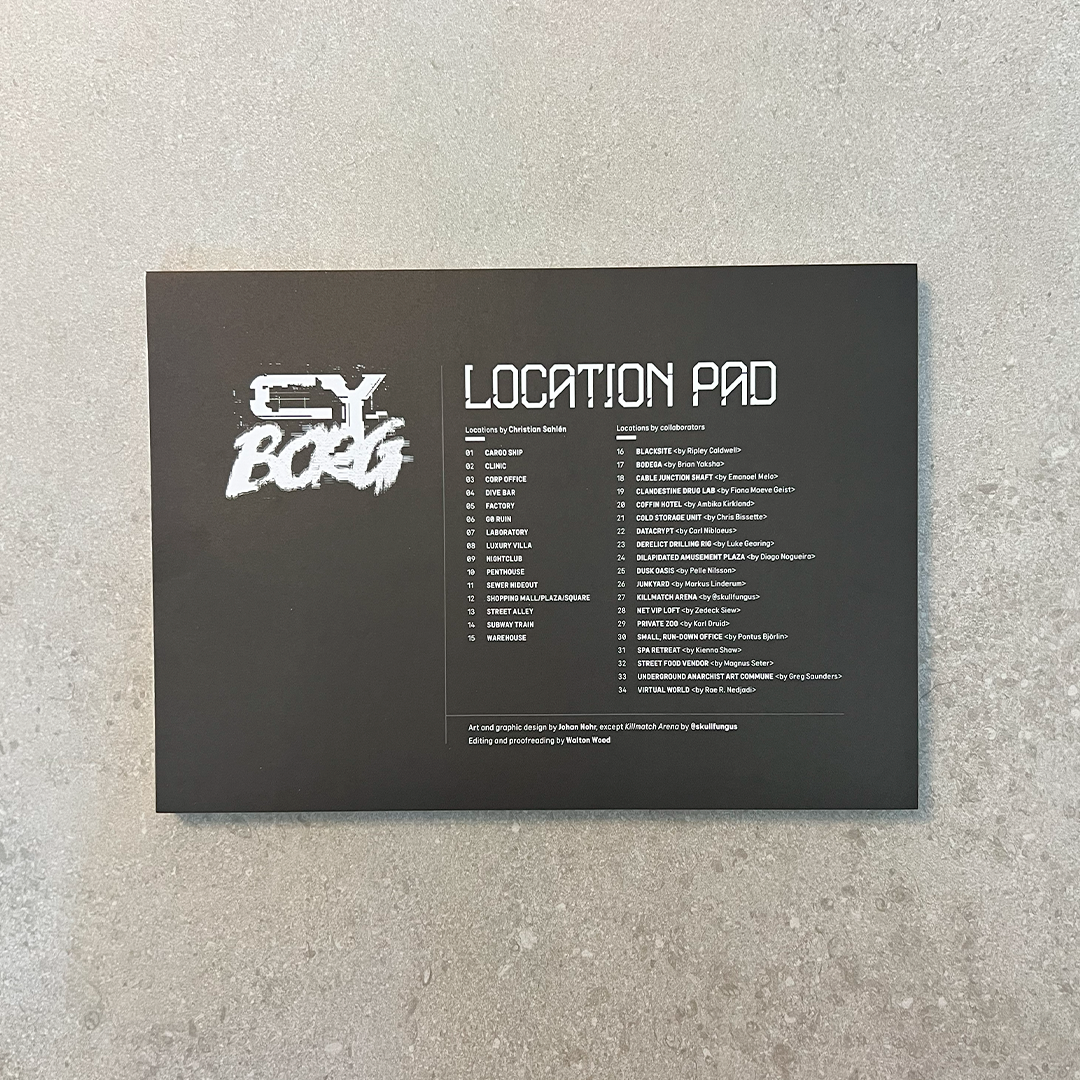 CY
BORG
LOCATION PAD
Locations by Christian Sahlén
01 CARGO SHIP
02 CLINIC
03 CORP OFFICE
04 DIVE BAR
05 FACTORY
06 G0 RUIN
07 LABORATORY
08 LUXURY VILLA
09 NIGHTCLUB
10 PENTHOUSE
11 SEWER HIDEOUT
12 SHOPPING MALL/PLAZA/SQUARE
13 STREET ALLEY
14 SUBWAY TRAIN
15 WAREHOUSE
Locations by collaborators
16 BLACKSITE <by Ripley Caldwell>
17 BODEGA <by Brian Yaksha>
18 CABLE JUNCTION SHAFT <by Emanoel Melo>
19 CLANDESTINE DRUG LAB <by Fiona Maeve Geist>
20 COFFIN HOTEL <by Ambika Kirkland>
21 COLD STORAGE UNIT <by Chris Bissette>
22 DATACRYPT <by Carl Niblaeus>
23 DERELICT DRILLING RIG <by Luke Gearing>
24 DILAPIDATED AMUSEMENT PLAZA <by Diogo Nogueira>
25 DUSK OASIS <by Pelle Nilsson>
26 JUNKYARD <by Markus Linderum>
27 KILLMATCH ARENA <by @skullfungus>
28 NET VIP LOFT <by Zedeck Siew>
29 PRIVATE ZOO <by Karl Druid>
30 SMALL, RUN-DOWN OFFICE <by Pontus Björlin>
31 SPA RETREAT <by Kienna Shaw>
32 STREET FOOD VENDOR <by Magnus Seter>
33 UNDERGROUND ANARCHIST ART COMMUNE <by Greg Saunders>
34 VIRTUAL WORLD <by Rae R. Nedjadi>
Art and graphic design by Johan Nohr, except Killmatch Arena by @skullfungus
Editing and proofreading by Walton Wood